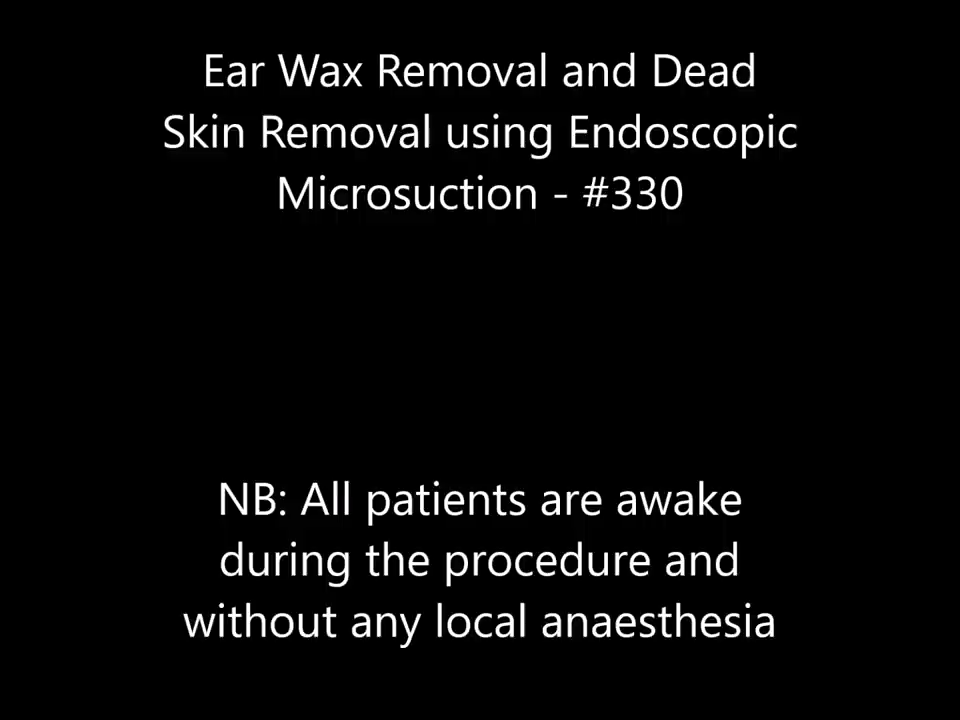 Ear Wax Removal and Dead
Skin Removal using Endoscopic
Microsuction - #330
NB: All patients are awake
during the procedure and
without any local anaesthesia